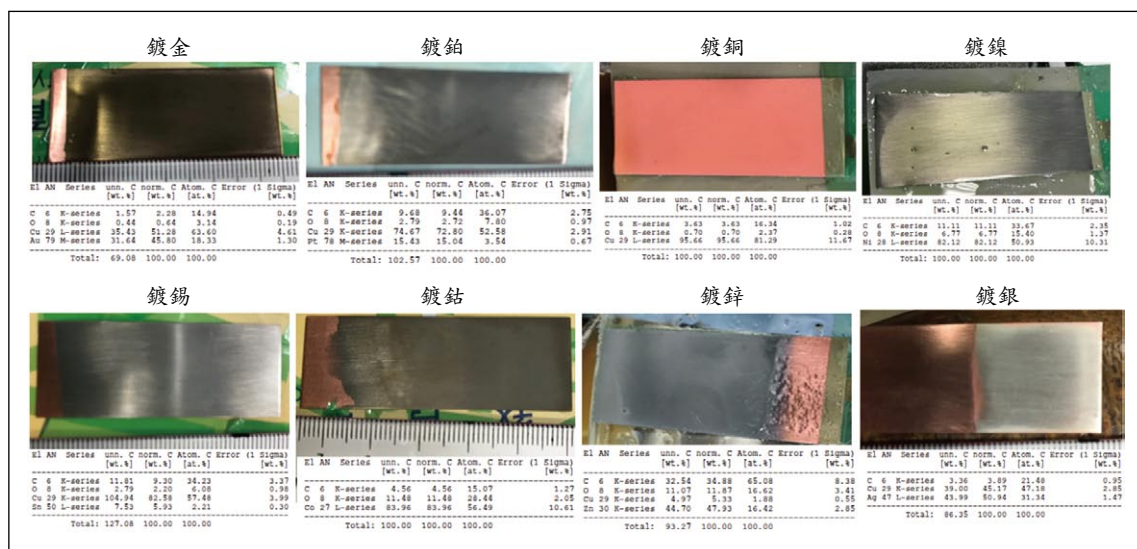 鍍金
El AN Series unn. C norm. C Atom. C Error (1 Sigma)
[wt.%] [wt.%] [at.%] [wt.%]
C 6 K-series 1.57 2.28 14.94 0.49
O 8 K-series 0.44 0.64 3.14 0.19
Cu 29 L-series 35.43 51.28 63.60 4.61
Au 79 M-series 31.64 45.80 18.33 1.30
Total: 69.08 100.00 100.00
鍍鉑
El AN Series unn. C norm. C Atom. C Error (1 Sigma)
[wt.%] [wt.%] [at.%] [wt.%]
C 6 K-series 9.68 9.44 36.07 2.75
O 8 K-series 2.79 2.72 7.80 0.97
Cu 29 K-series 74.67 72.80 52.58 2.91
Pt 78 M-series 15.43 15.04 3.54 0.67
Total: 102.57 100.00 100.00
鍍銅
El AN Series unn. C norm. C Atom. C Error (1 Sigma)
[wt.%] [wt.%] [at.%] [wt.%]
C 6 K-series 3.63 3.63 16.34 1.02
O 8 K-series 0.70 0.70 2.37 0.28
Cu 29 L-series 95.66 95.66 81.29 11.67
Total: 100.00 100.00 100.00
鍍鎳
El AN Series unn. C norm. C Atom. C Error (1 Sigma)
[wt.%] [wt.%] [at.%] [wt.%]
C 6 K-series 11.11 11.11 33.67 2.35
O 8 K-series 6.77 6.77 15.40 1.37
Ni 28 L-series 82.12 82.12 50.93 10.31
Total: 100.00 100.00 100.00
鍍錫
El AN Series unn. C norm. C Atom. C Error (1 Sigma)
[wt.%] [wt.%] [at.%] [wt.%]
C 6 K-series 11.81 9.30 34.23 3.37
O 8 K-series 2.79 2.20 6.08 0.98
Cu 29 K-series 104.94 82.58 57.48 3.99
Sn 50 L-series 7.53 5.93 2.21 0.30
Total: 127.08 100.00 100.00
鍍鈷
El AN Series unn. C norm. C Atom. C Error (1 Sigma)
[wt.%] [wt.%] [at.%] [wt.%]
C 6 K-series 4.56 4.56 15.07 1.27
O 8 K-series 11.48 11.48 28.44 2.05
Co 27 L-series 83.96 83.96 56.49 10.61
Total: 100.00 100.00 100.00
鍍鋅
El AN Series unn. C norm. C Atom. C Error (1 Sigma)
[wt.%] [wt.%] [at.%] [wt.%]
C 6 K-series 32.54 34.88 65.08 8.38
O 8 K-series 11.07 11.87 16.62 3.41
Cu 29 K-series 4.97 5.33 1.88 0.55
Zn 30 K-series 44.70 47.93 16.42 2.85
Total: 93.27 100.00 100.00
鍍銀
El AN Series unn. C norm. C Atom. C Error (1 Sigma)
[wt.%] [wt.%] [at.%] [wt.%]
C 6 K-series 3.36 3.89 21.48 0.95
Cu 29 K-series 39.00 45.17 47.18 2.85
Ag 47 L-series 43.99 50.94 31.34 1.47
Total: 86.35 100.00 100.00